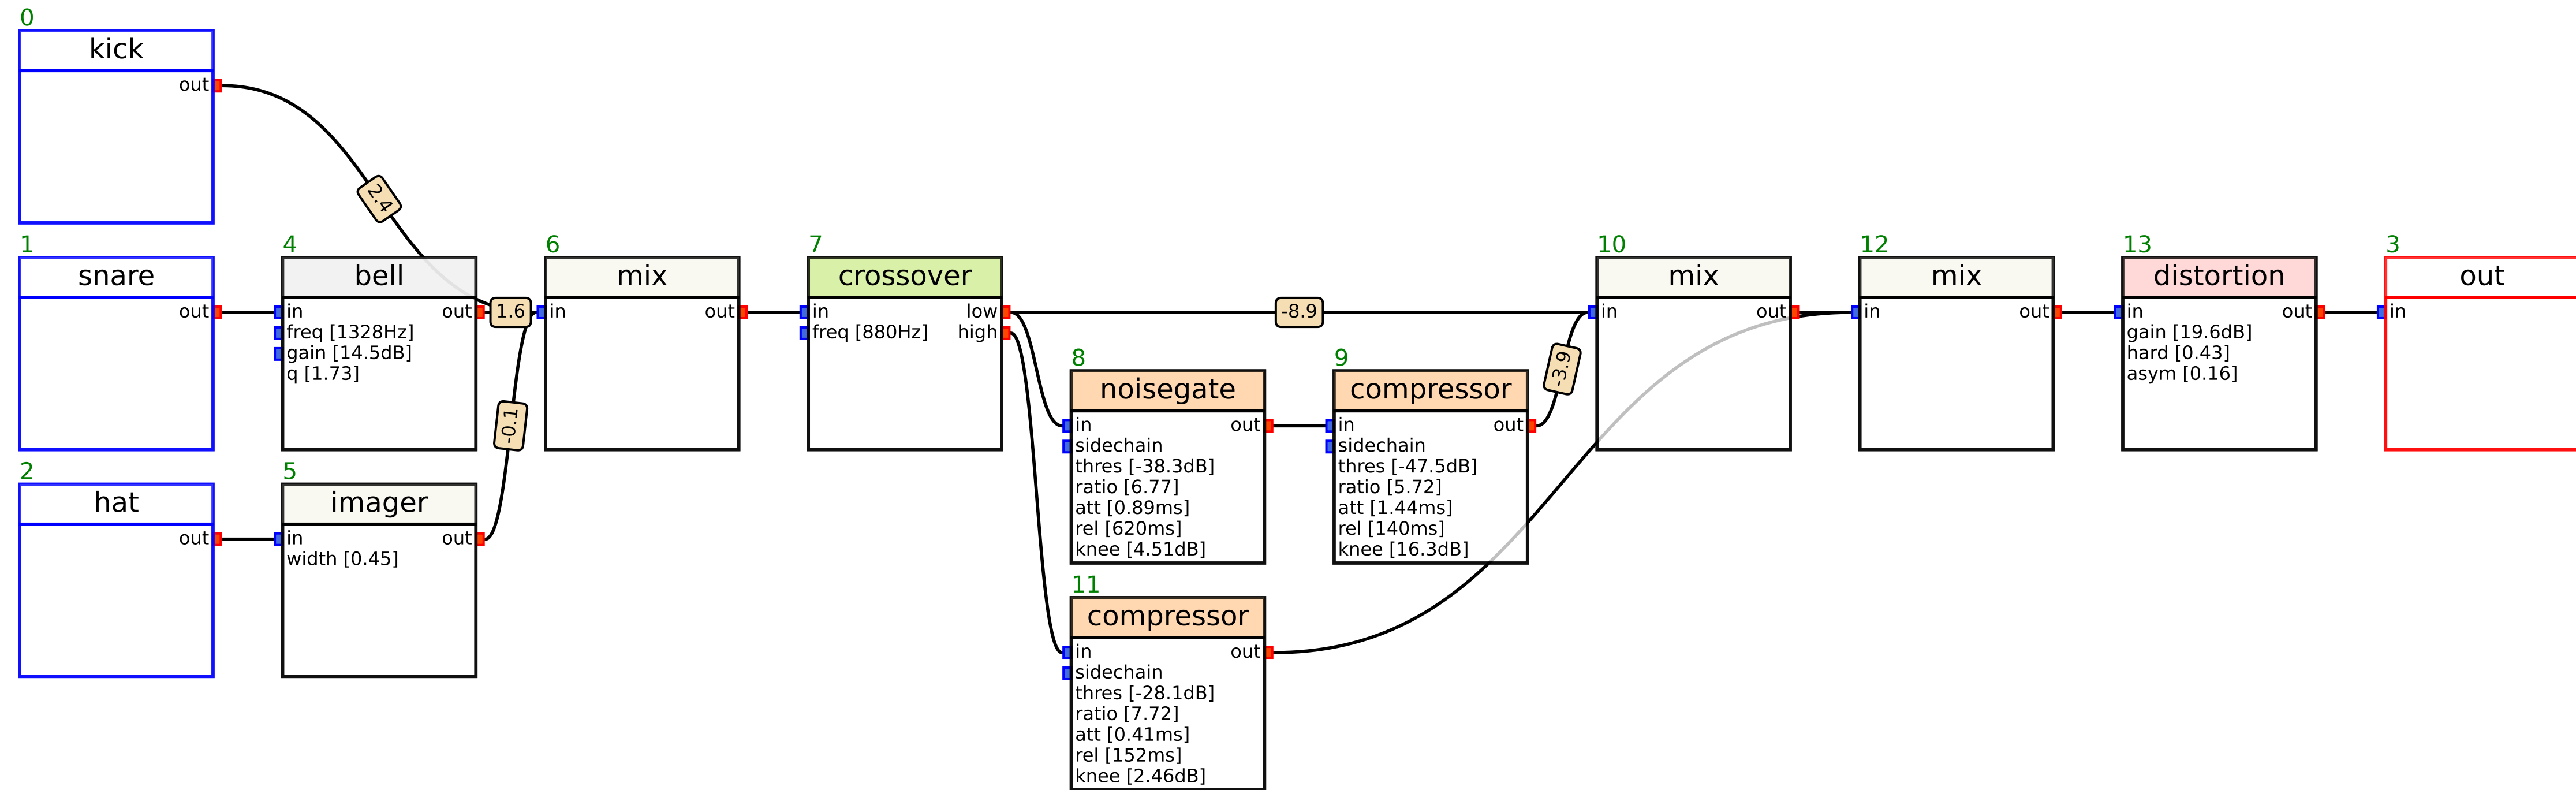 0
kick
out
2.4
1
snare
out
4
bell
in out
freq [1328Hz]
gain [14.5dB]
q [1.73]
1.6
-0.1
2
hat
out
5
imager
in out
width [0.45]
6
mix
in out
7
crossover
in low
freq [880Hz] high
-8.9
8
noisegate
in out
sidechain
thres [-38.3dB]
ratio [6.77]
att [0.89ms]
rel [620ms]
knee [4.51dB]
9
compressor
in out
sidechain
thres [-47.5dB]
ratio [5.72]
att [1.44ms]
rel [140ms]
knee [16.3dB]
-3.9
11
compressor
in out
sidechain
thres [-28.1dB]
ratio [7.72]
att [0.41ms]
rel [152ms]
knee [2.46dB]
10
mix
in out
12
mix
in out
13
distortion
in out
gain [19.6dB]
hard [0.43]
asym [0.16]
3
out
in